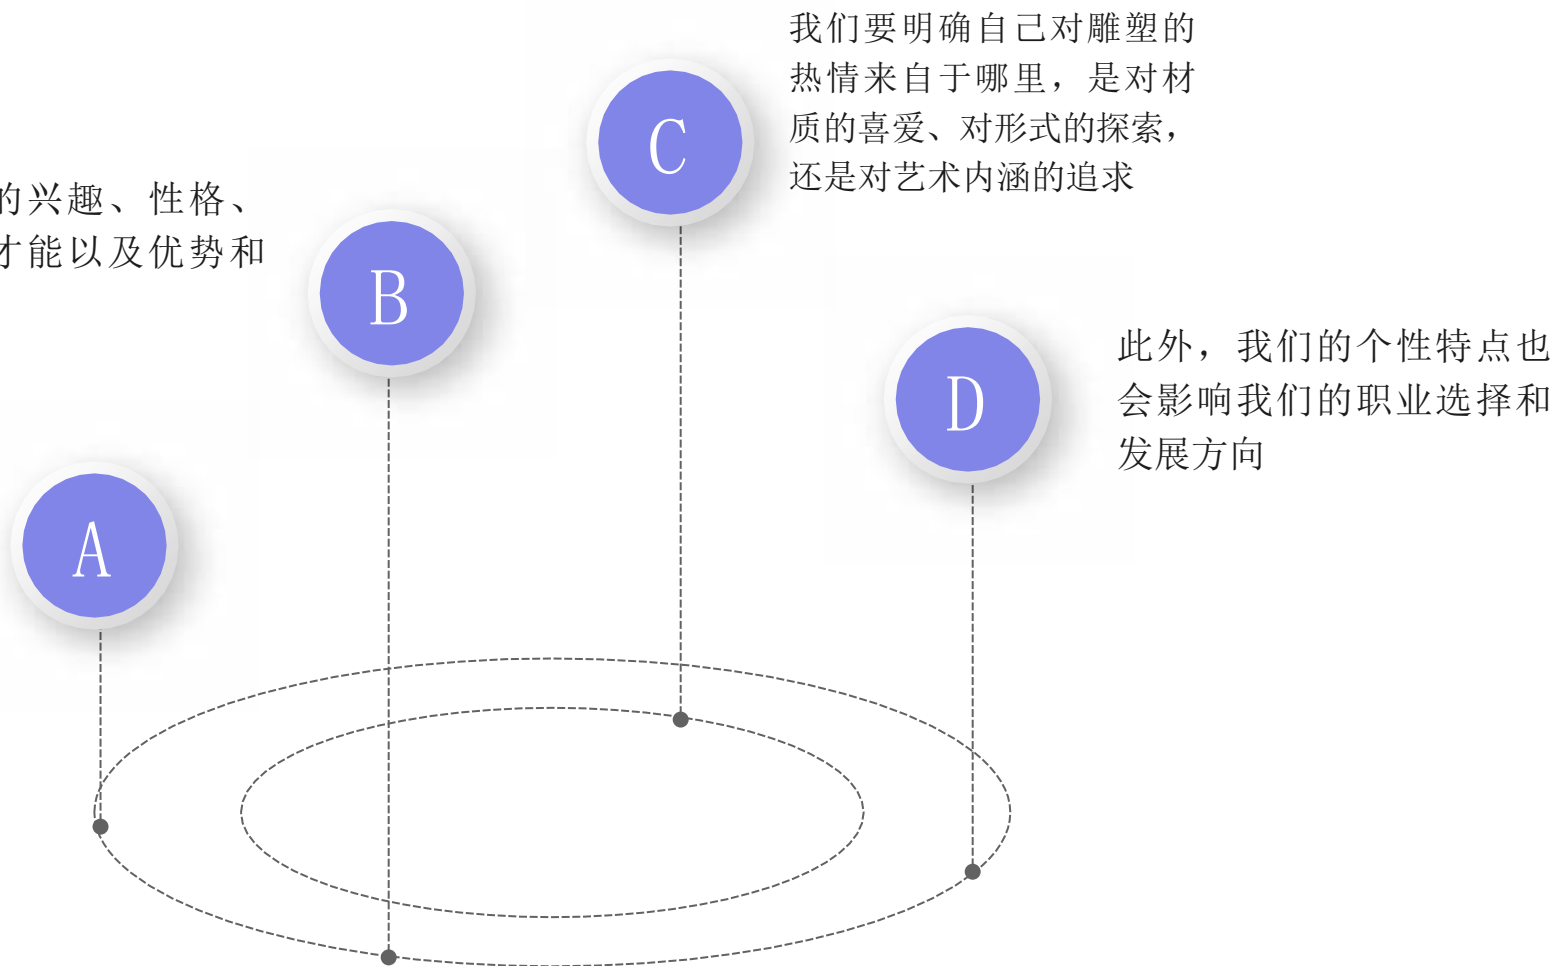 我们要明确自己对雕塑的
热情来自于哪里，是对材
质的喜爱、对形式的探索，
还是对艺术内涵的追求
C
的兴趣、性格、
才能以及优势和
B
此外，我们的个性特点也
会影响我们的职业选择和
发展方向
D
A